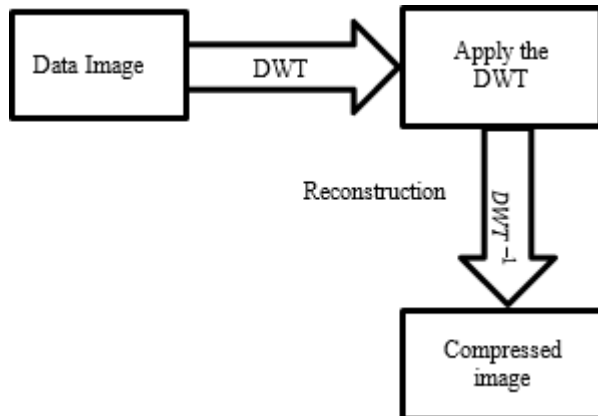 Data Image
DWT
Apply the
DWT
Reconstruction
DWT⁻¹
Compressed
image